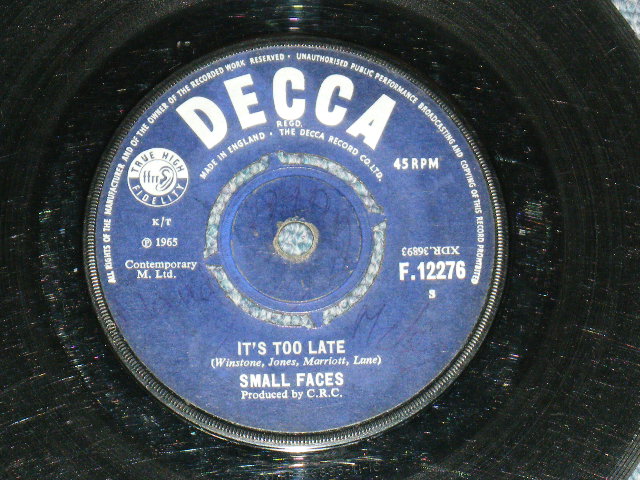 ALL RIGHTS OF THE MANUFACTURER AND OF THE OWNER OF THE RECORDED WORK RESERVED • UNAUTHORISED PUBLIC PERFORMANCE BROADCASTING AND COPYING OF THIS RECORD PROHIBITED
DECCA
REGD.
MADE IN ENGLAND • THE DECCA RECORD CO. LTD.
TRUE HIGH
ffrr
FIDELITY
45 RPM
K/T
℗ 1965
Contemporary
M. Ltd.
XDR.36893
F.12276
S
IT'S TOO LATE
(Winstone, Jones, Marriott, Lane)
SMALL FACES
Produced by C.R.C.